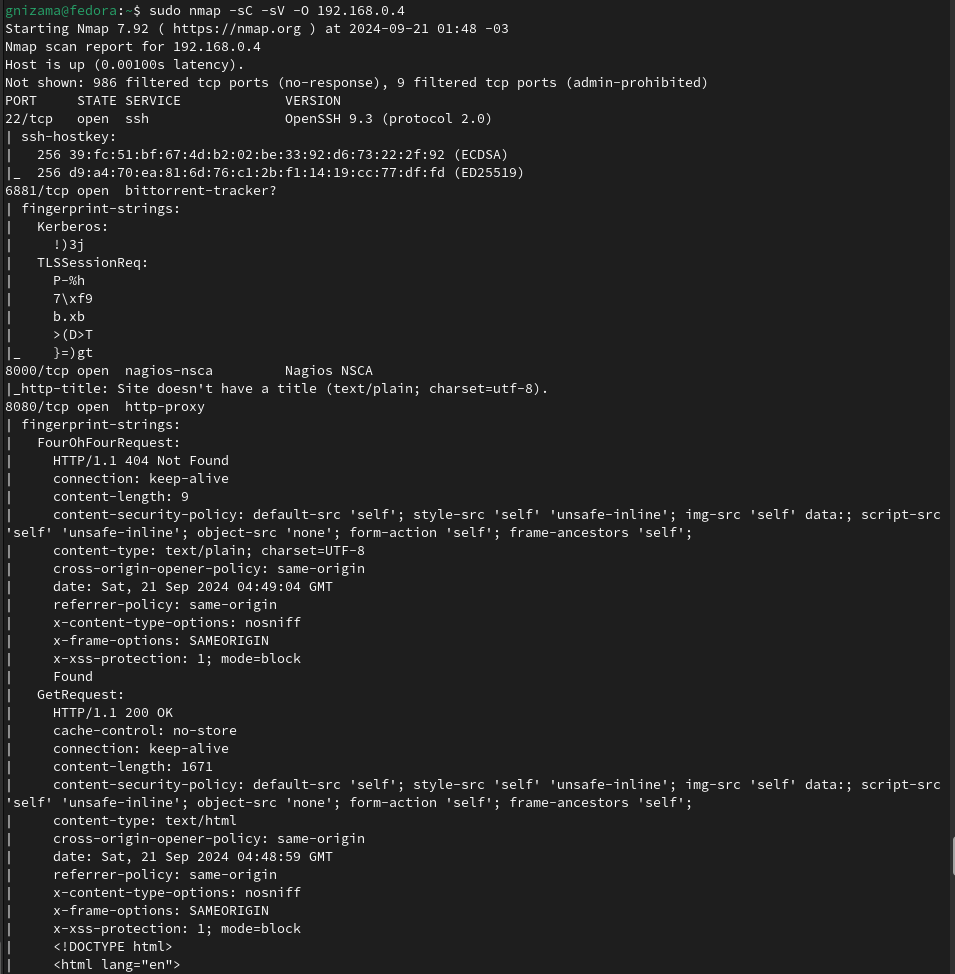 gnizama@fedora:~$ sudo nmap -sC -sV -O 192.168.0.4
Starting Nmap 7.92 ( https://nmap.org ) at 2024-09-21 01:48 -03
Nmap scan report for 192.168.0.4
Host is up (0.00100s latency).
Not shown: 986 filtered tcp ports (no-response), 9 filtered tcp ports (admin-prohibited)
PORT     STATE SERVICE             VERSION
22/tcp   open  ssh                 OpenSSH 9.3 (protocol 2.0)
| ssh-hostkey:
|   256 39:fc:51:bf:67:4d:b2:02:be:33:92:d6:73:22:2f:92 (ECDSA)
|_  256 d9:a4:70:ea:81:6d:76:c1:2b:f1:14:19:cc:77:df:fd (ED25519)
6881/tcp open  bittorrent-tracker?
| fingerprint-strings:
|   Kerberos:
|     !)3j
|   TLSSessionReq:
|     P-%h
|     7\xf9
|     b.xb
|     >(D>T
|_    }=)gt
8000/tcp open  nagios-nsca         Nagios NSCA
|_http-title: Site doesn't have a title (text/plain; charset=utf-8).
8080/tcp open  http-proxy
| fingerprint-strings:
|   FourOhFourRequest:
|     HTTP/1.1 404 Not Found
|     connection: keep-alive
|     content-length: 9
|     content-security-policy: default-src 'self'; style-src 'self' 'unsafe-inline'; img-src 'self' data:; script-src
'self' 'unsafe-inline'; object-src 'none'; form-action 'self'; frame-ancestors 'self';
|     content-type: text/plain; charset=UTF-8
|     cross-origin-opener-policy: same-origin
|     date: Sat, 21 Sep 2024 04:49:04 GMT
|     referrer-policy: same-origin
|     x-content-type-options: nosniff
|     x-frame-options: SAMEORIGIN
|     x-xss-protection: 1; mode=block
|     Found
|   GetRequest:
|     HTTP/1.1 200 OK
|     cache-control: no-store
|     connection: keep-alive
|     content-length: 1671
|     content-security-policy: default-src 'self'; style-src 'self' 'unsafe-inline'; img-src 'self' data:; script-src
'self' 'unsafe-inline'; object-src 'none'; form-action 'self'; frame-ancestors 'self';
|     content-type: text/html
|     cross-origin-opener-policy: same-origin
|     date: Sat, 21 Sep 2024 04:48:59 GMT
|     referrer-policy: same-origin
|     x-content-type-options: nosniff
|     x-frame-options: SAMEORIGIN
|     x-xss-protection: 1; mode=block
|     <!DOCTYPE html>
|     <html lang="en">